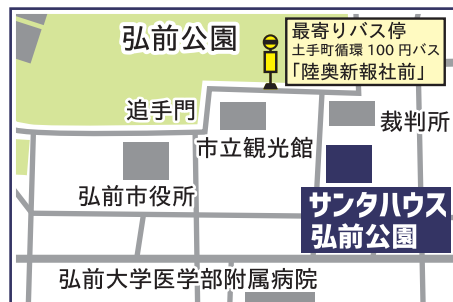 弘前公園
最寄りバス停
土手町循環100円バス
「陸奥新報社前」
追手門
裁判所
市立観光館
弘前市役所
サンタハウス
弘前公園
弘前大学医学部附属病院